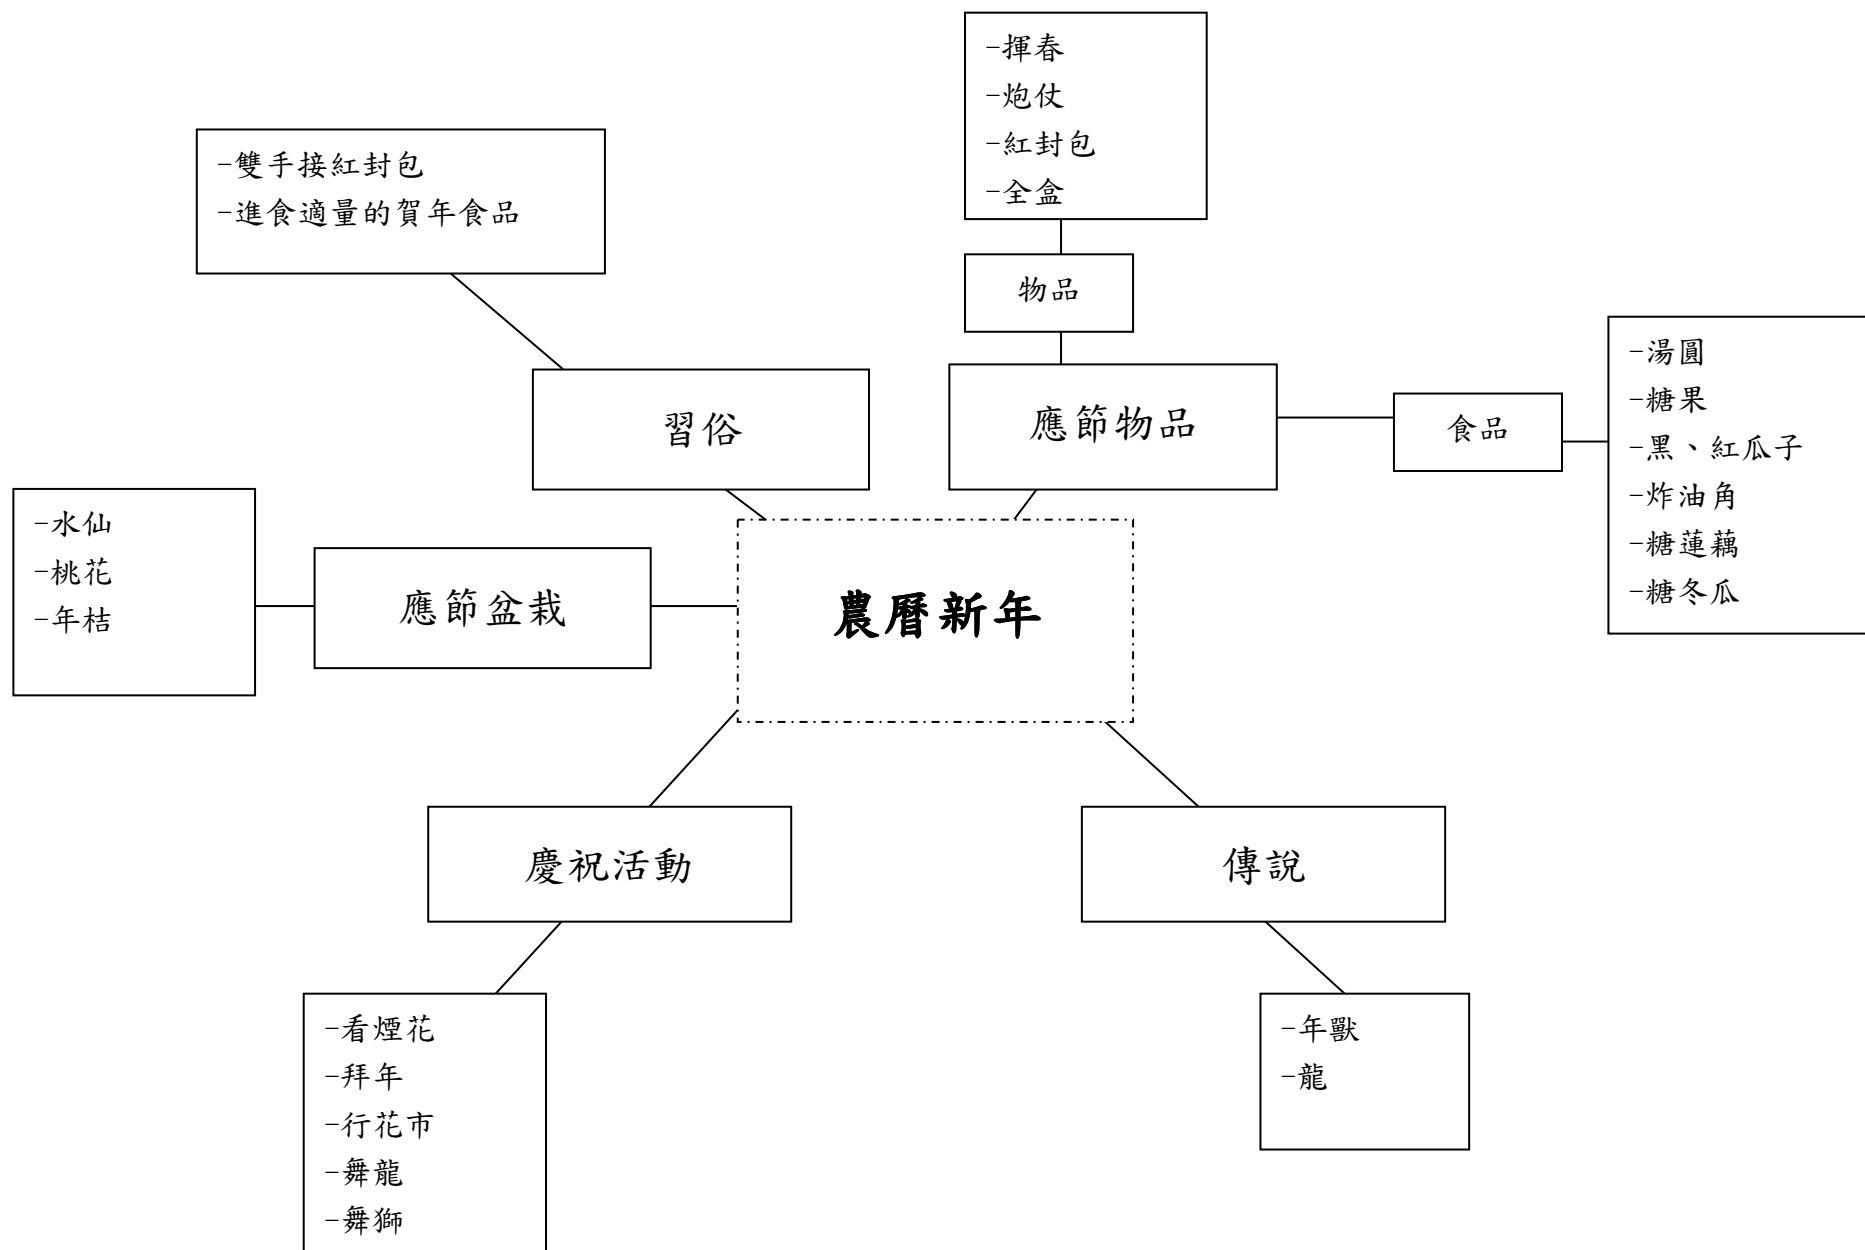 -揮春
-炮仗
-紅封包
-全盒
-雙手接紅封包
-進食適量的賀年食品
物品
-湯圓
-糖果
-黑、紅瓜子
-炸油角
-糖蓮藕
-糖冬瓜
食品
應節物品
習俗
-水仙
-桃花
-年桔
應節盆栽
農曆新年
慶祝活動
傳說
-看煙花
-拜年
-行花市
-舞龍
-舞獅
-年獸
-龍